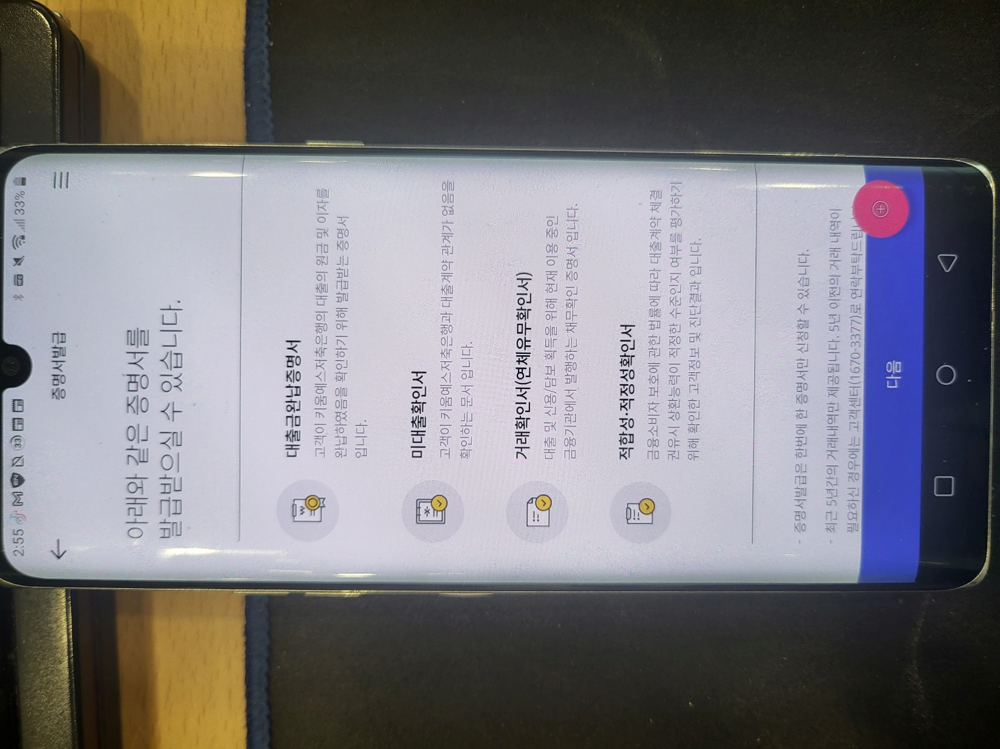 2:55
33
33%
증명서발급
아래와 같은 증명서를
발급받으실 수 있습니다.
대출금완납증명서
고객이 키움예스저축은행의 대출의 원금 및 이자를
완납하였음을 확인하기 위해 발급받는 증명서
입니다.
미대출확인서
고객이 키움예스저축은행과 대출계약 관계가 없음을
확인하는 문서 입니다.
거래확인서(연체유무확인서)
대출 및 신용/담보 획득을 위해 현재 이용 중인
금융기관에서 발행하는 채무확인 증명서 입니다.
적합성·적정성확인서
금융소비자 보호에 관한 법률에 따라 대출계약 체결
권유시 상환능력이 적정한 수준인지 여부를 평가하기
위해 확인한 고객정보 및 진단결과 입니다.
- 증명서발급은 한번에 한 증명서만 신청할 수 있습니다.
- 최근 5년간의 거래내역만 제공됩니다. 5년 이전의 거래 내역이
필요하신 경우에는 고객센터(1670-3377)로 연락부탁드립니
다음